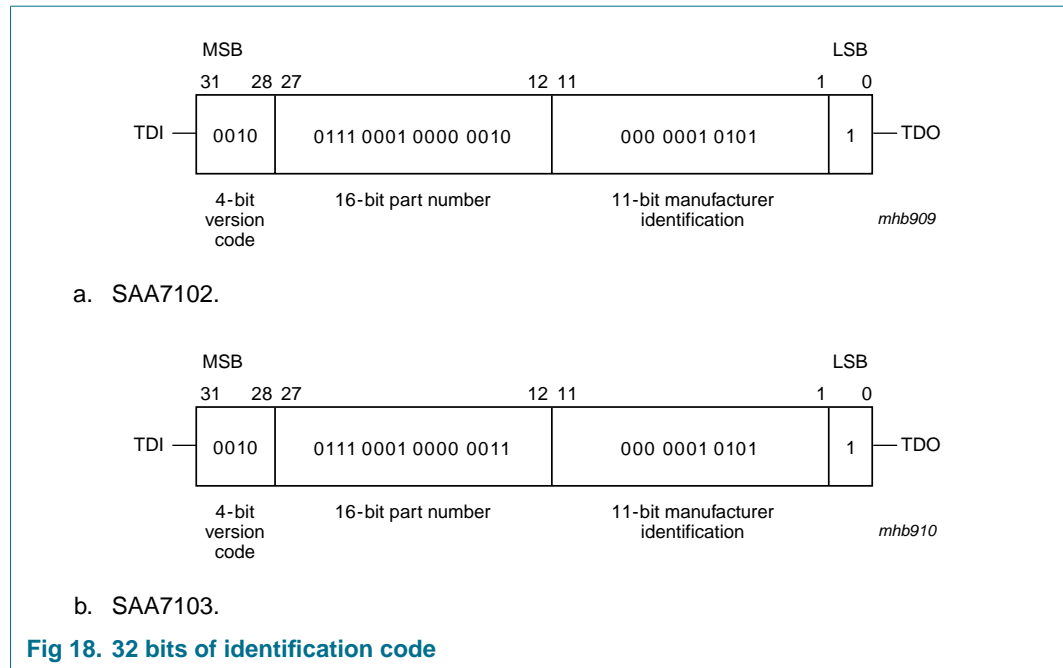 MSB LSB
31 28 27 12 11 1 0
TDI 0010 0111 0001 0000 0010 000 0001 0101 1 TDO
4-bit version code
16-bit part number
11-bit manufacturer identification
mhb909
a. SAA7102.
MSB LSB
31 28 27 12 11 1 0
TDI 0010 0111 0001 0000 0011 000 0001 0101 1 TDO
4-bit version code
16-bit part number
11-bit manufacturer identification
mhb910
b. SAA7103.
Fig 18. 32 bits of identification code